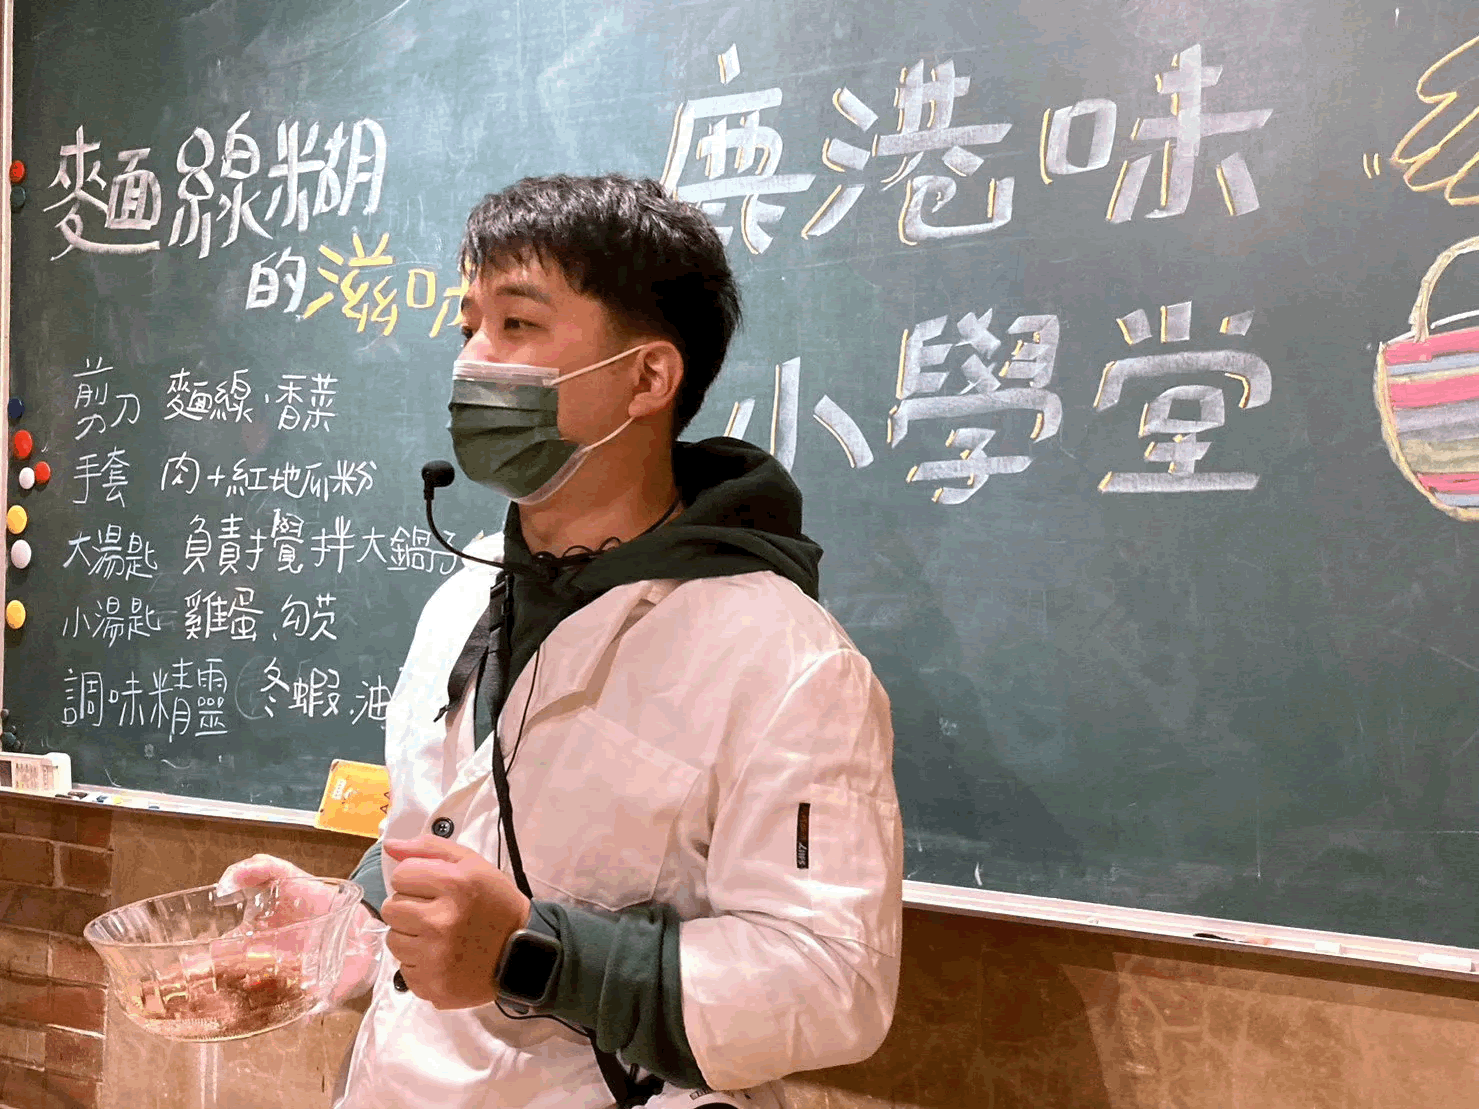 麵線糊
的滋味
剪刀 麵線、香菜
手套 肉+紅地瓜粉
大湯匙 負責攪拌大鍋子
小湯匙 雞蛋、勾芡
調味精靈 冬蝦、油
鹿港味
小學堂